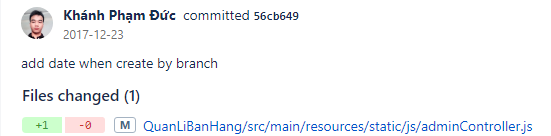 Khánh Phạm Đức committed 56cb649
2017-12-23
add date when create by branch
Files changed (1)
+1 -0 M QuanLiBanHang/src/main/resources/static/js/adminController.js